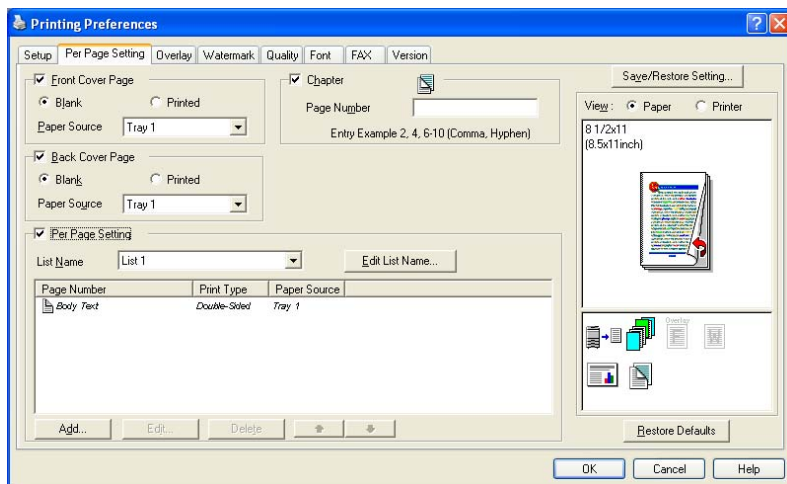 Printing Preferences
Setup Per Page Setting Overlay Watermark Quality Font FAX Version
Front Cover Page
Blank Printed
Paper Source Tray 1
Back Cover Page
Blank Printed
Paper Source Tray 1
Chapter
Page Number
Entry Example 2, 4, 6-10 (Comma, Hyphen)
Per Page Setting
List Name List 1 Edit List Name...
Page Number Print Type Paper Source
Body Text Double-Sided Tray 1
Add... Edit... Delete
Save/Restore Setting...
View : Paper Printer
8 1/2x11
(8.5x11inch)
Overlay
Restore Defaults
OK Cancel Help